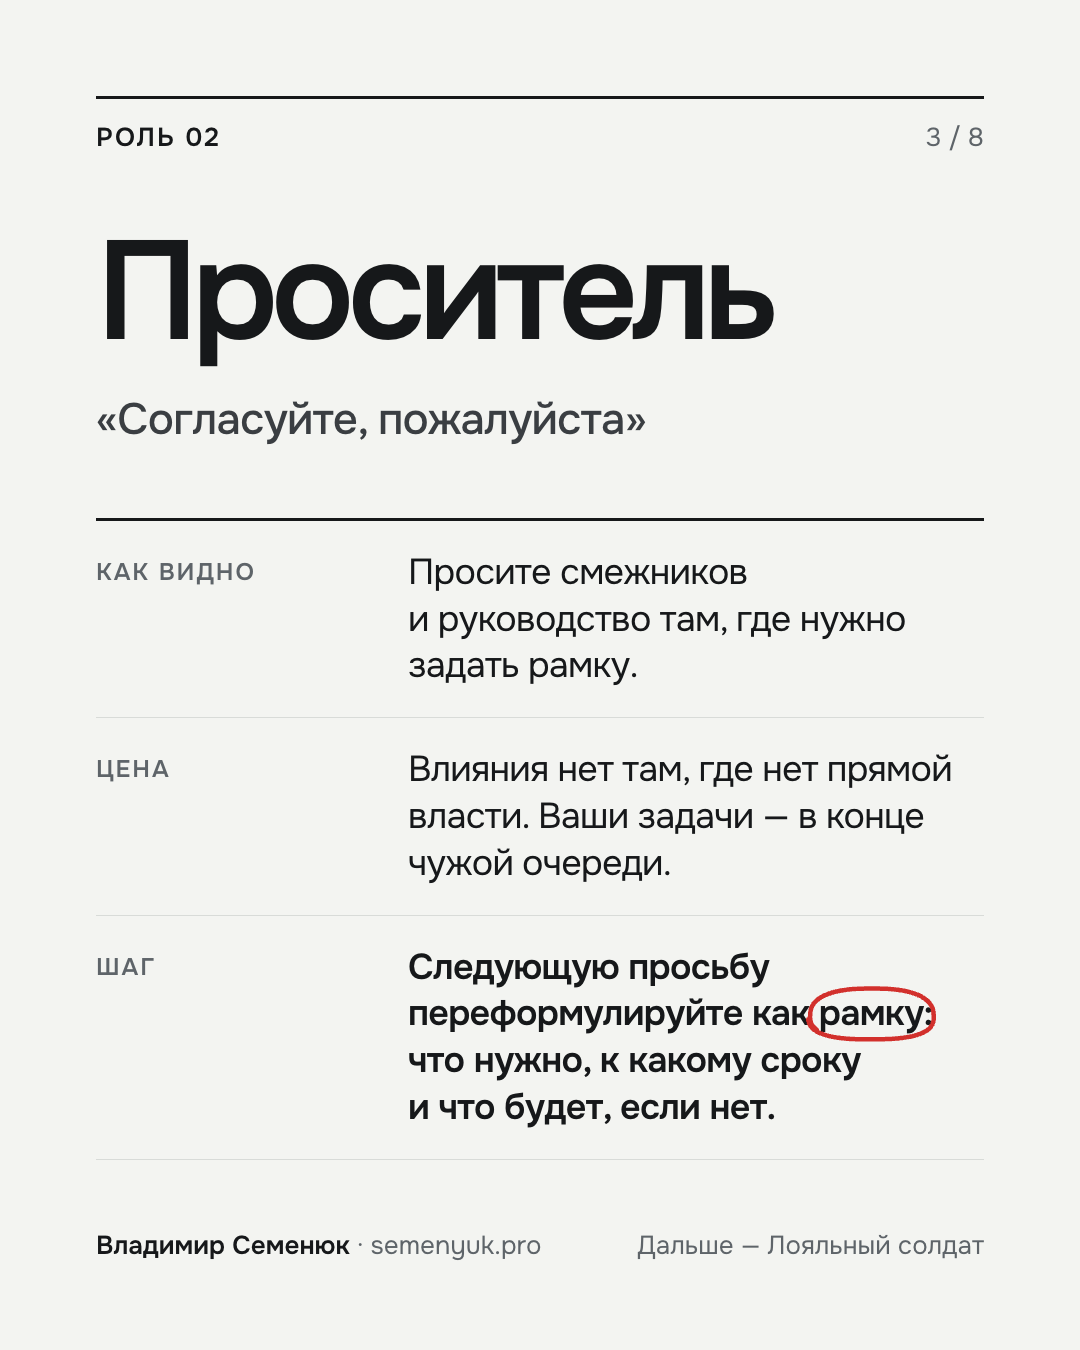 РОЛЬ 02
3 / 8
Проситель
«Согласуйте, пожалуйста»
КАК ВИДНО
Просите смежников
и руководство там, где нужно
задать рамку.
ЦЕНА
Влияния нет там, где нет прямой
власти. Ваши задачи — в конце
чужой очереди.
ШАГ
Следующую просьбу
переформулируйте как рамку:
что нужно, к какому сроку
и что будет, если нет.
Владимир Семенюк · semenyuk.pro
Дальше — Лояльный солдат